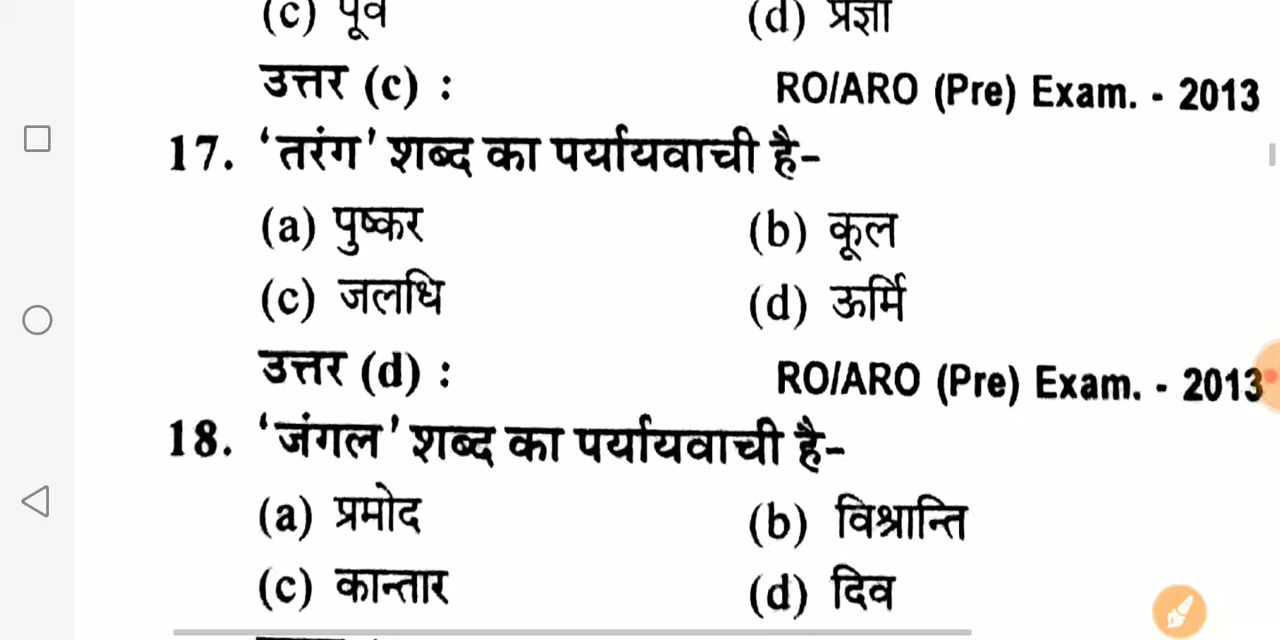 (c) पूर्व (d) प्रज्ञा
उत्तर (c) : RO/ARO (Pre) Exam. - 2013
17. ‘तरंग’ शब्द का पर्यायवाची है-
(a) पुष्कर (b) कूल
(c) जलधि (d) ऊर्मि
उत्तर (d) : RO/ARO (Pre) Exam. - 2013
18. ‘जंगल’ शब्द का पर्यायवाची है-
(a) प्रमोद (b) विश्रान्ति
(c) कान्तार (d) दिव